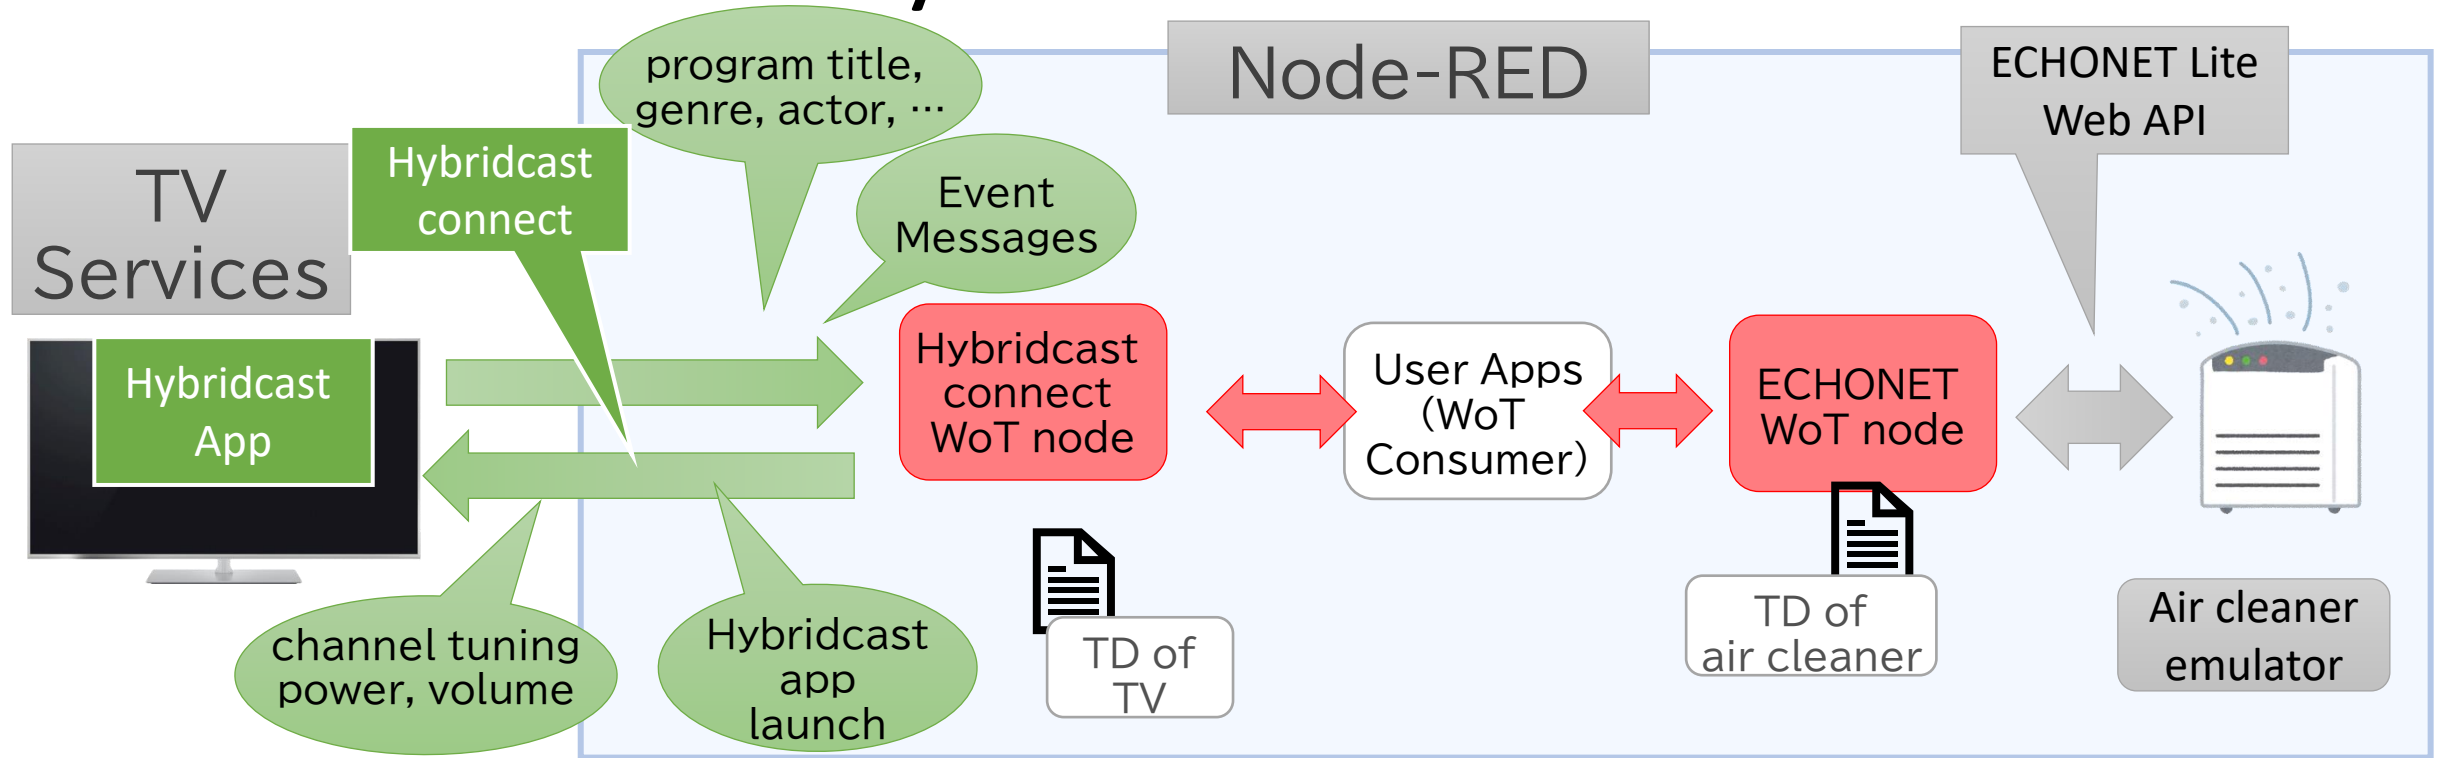 program title,
genre, actor, …
Node-RED
ECHONET Lite
Web API
Hybridcast
connect
TV
Services
Event
Messages
Hybridcast
App
Hybridcast
connect
WoT node
User Apps
(WoT
Consumer)
ECHONET
WoT node
channel tuning
power, volume
Hybridcast
app
launch
TD of
TV
TD of
air cleaner
Air cleaner
emulator